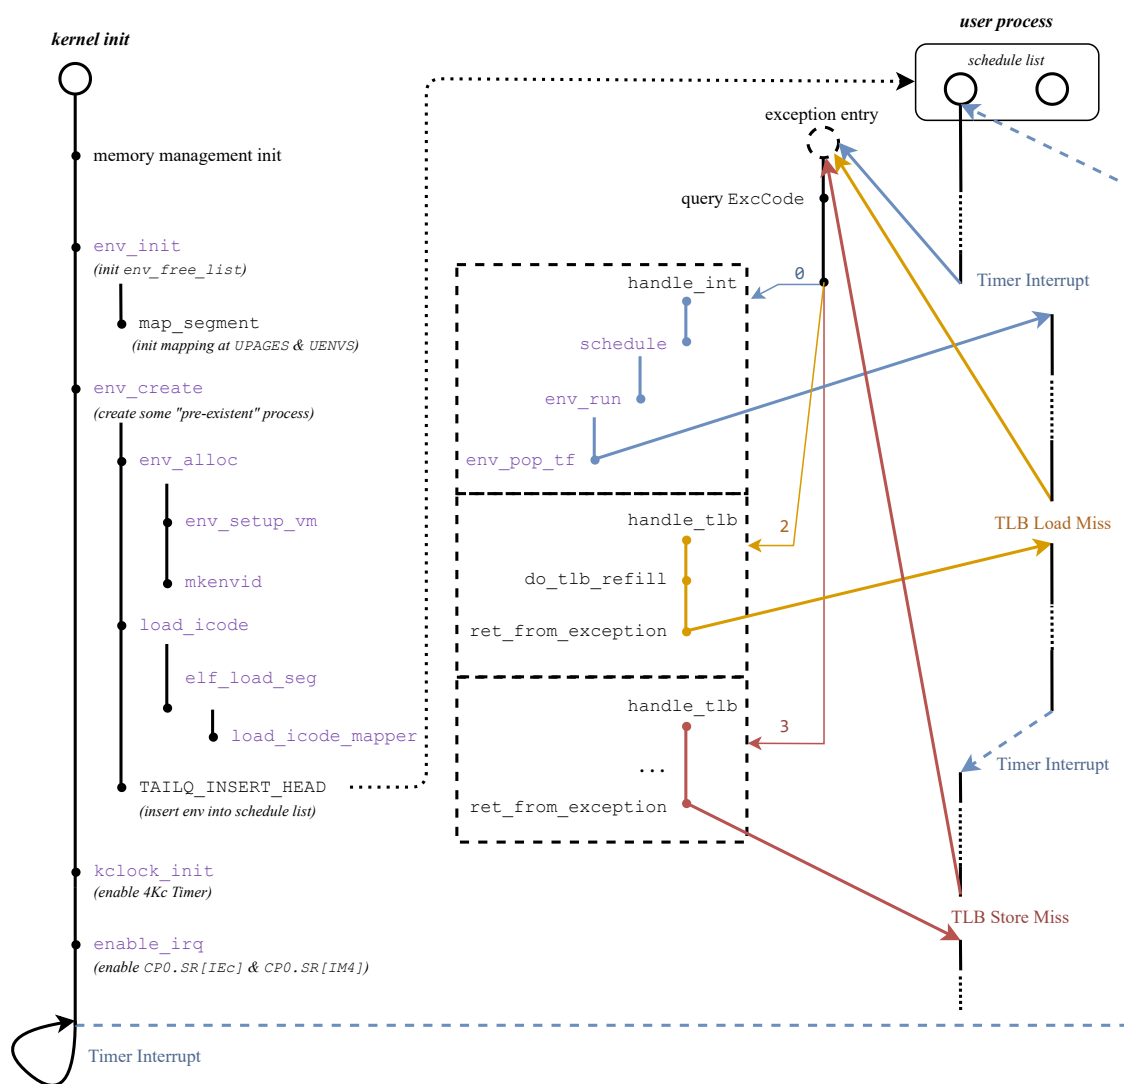 kernel init
memory management init
env_init
(init env_free_list)
map_segment
(init mapping at UPAGES & UENVS)
env_create
(create some "pre-existent" process)
env_alloc
env_setup_vm
mkenvid
load_icode
elf_load_seg
load_icode_mapper
TAILQ_INSERT_HEAD
(insert env into schedule list)
kclock_init
(enable 4Kc Timer)
enable_irq
(enable CP0.SR[IEc] & CP0.SR[IM4])
Timer Interrupt
exception entry
query ExcCode
0
handle_int
schedule
env_run
env_pop_tf
2
handle_tlb
do_tlb_refill
ret_from_exception
3
handle_tlb
...
ret_from_exception
user process
schedule list
Timer Interrupt
TLB Load Miss
Timer Interrupt
TLB Store Miss